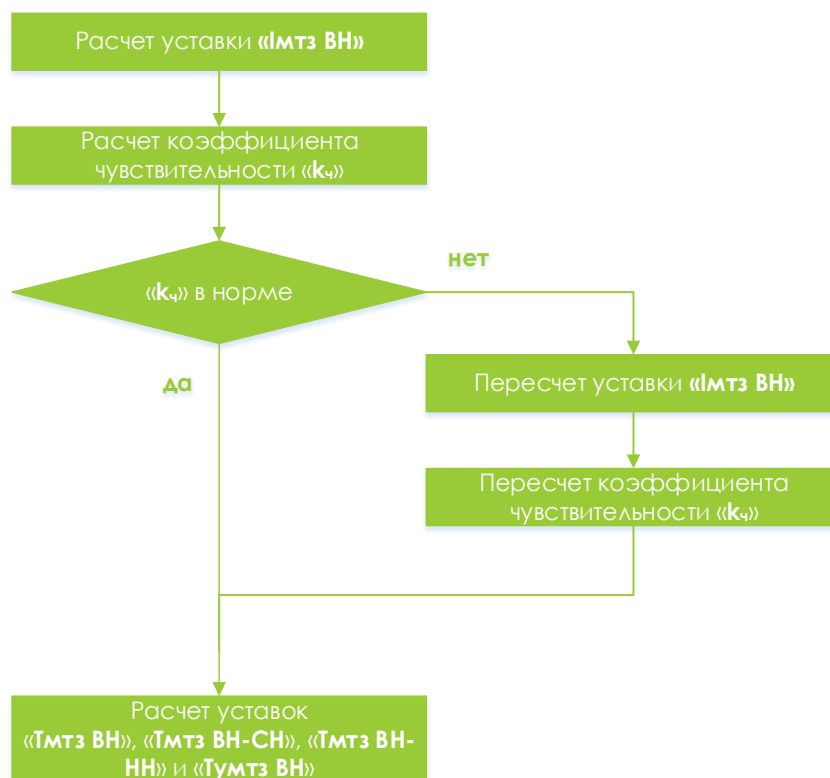 Расчет уставки «Iмтз ВН»
Расчет коэффициента
чувствительности «kч»
«kч» в норме
нет
да
Пересчет уставки «Iмтз ВН»
Пересчет коэффициента
чувствительности «kч»
Расчет уставок
«Тмтз ВН», «Тмтз ВН-СН», «Тмтз ВН-
НН» и «Тумтз ВН»